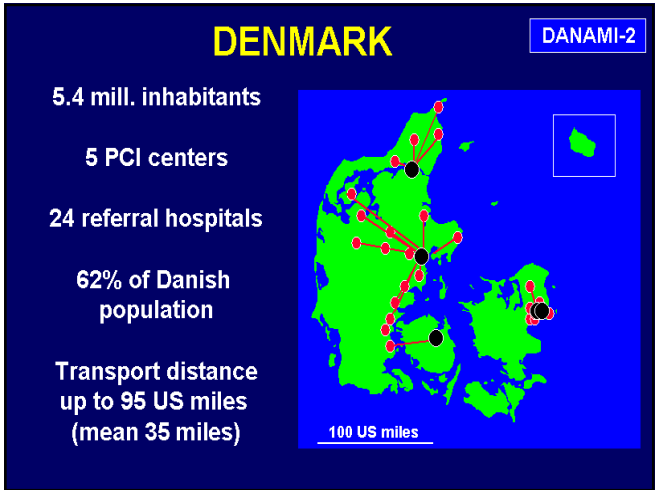 DENMARK
DANAMI-2
5.4 mill. inhabitants
5 PCI centers
24 referral hospitals
62% of Danish
population
Transport distance
up to 95 US miles
(mean 35 miles)
100 US miles